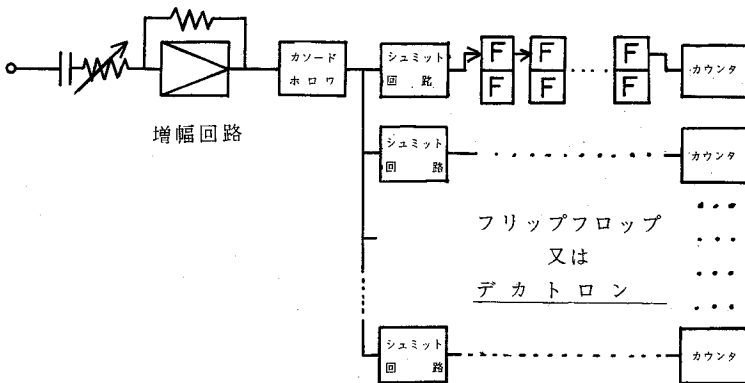 カソード
ホロワ
シュミット
回 路
F F F
F F F
カウンタ
増幅回路
シュミット
回 路
カウンタ
フリップフロップ
又は
デカトロン
シュミット
回 路
カウンタ